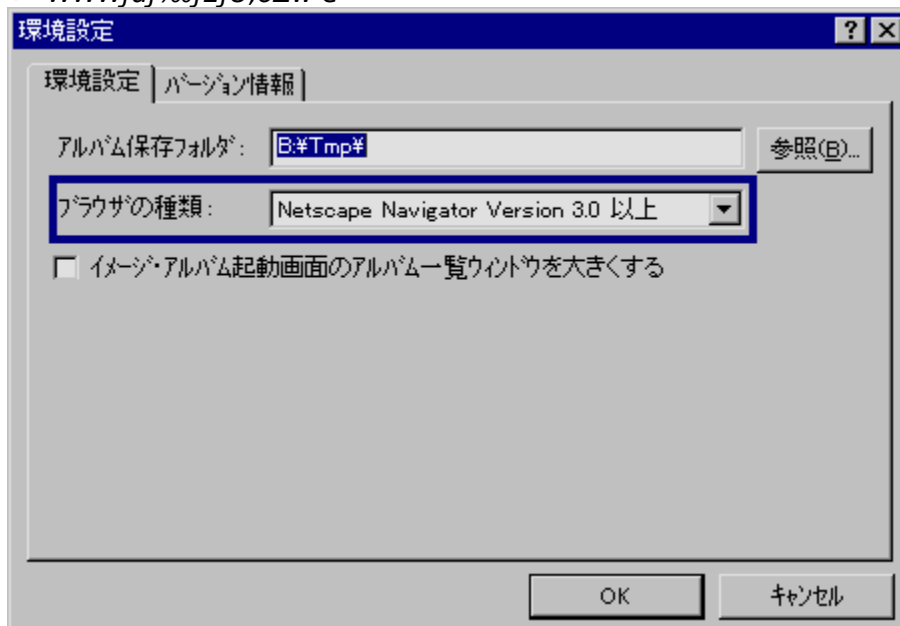 環境設定
環境設定 ﾊﾞｰｼﾞｮﾝ情報
ｱﾙﾊﾞﾑ保存ﾌｫﾙﾀﾞ: B:¥Tmp¥ 参照(B)...
ﾌﾞﾗｳｻﾞの種類: Netscape Navigator Version 3.0 以上
ｲﾒｰｼﾞ・ｱﾙﾊﾞﾑ起動画面のｱﾙﾊﾞﾑ一覧ｳｨﾝﾄﾞｳを大きくする
OK ｷｬﾝｾﾙ